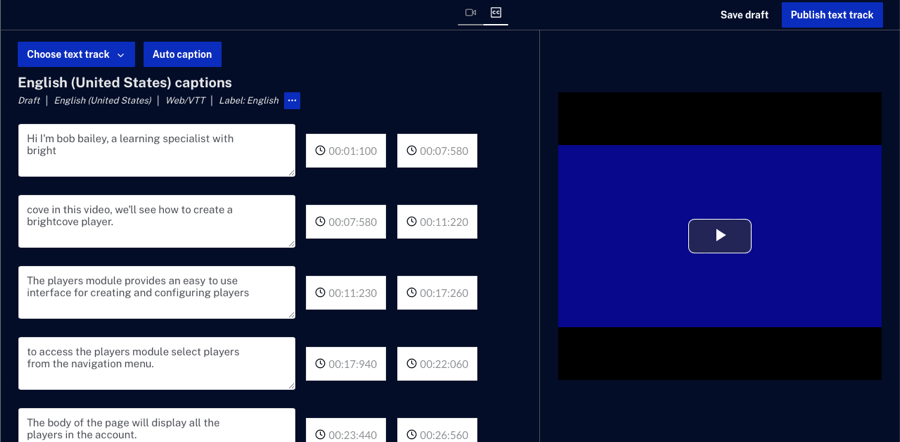 CC
Save draft
Publish text track
Choose text track
Auto caption
English (United States) captions
Draft | English (United States) | Web/VTT | Label: English
Hi I'm bob bailey, a learning specialist with
bright
00:01:100
00:07:580
cove in this video, we'll see how to create a
brightcove player.
00:07:580
00:11:220
The players module provides an easy to use
interface for creating and configuring players
00:11:230
00:17:260
to access the players module select players
from the navigation menu.
00:17:940
00:22:060
The body of the page will display all the
players in the account.
00:23:440
00:26:560